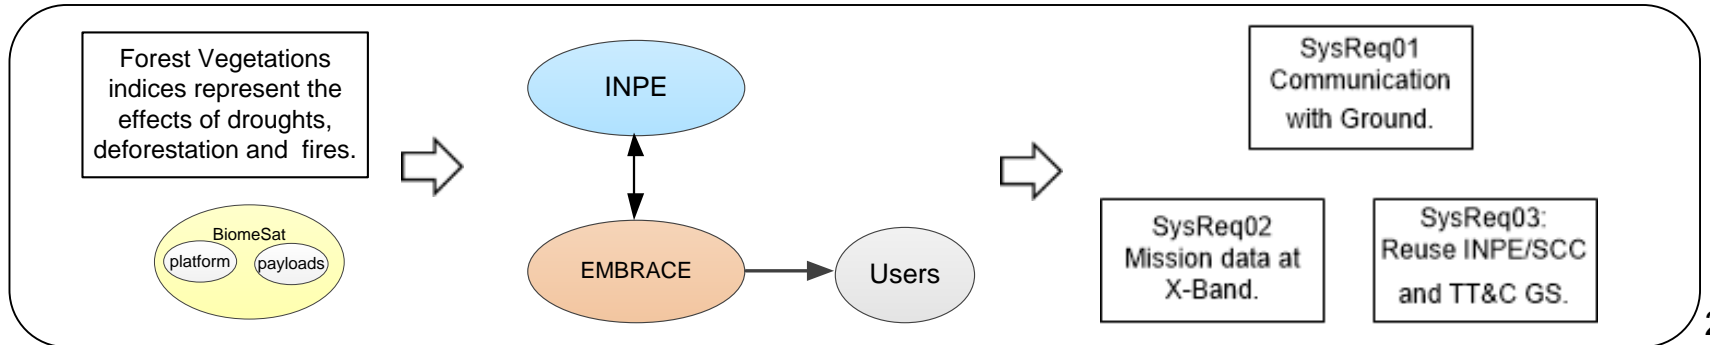 Forest Vegetations
indices represent the
effects of droughts,
deforestation and fires.
BiomeSat
platform
payloads
INPE
EMBRACE
Users
SysReq01
Communication
with Ground.
SysReq02
Mission data at
X-Band.
SysReq03:
Reuse INPE/SCC
and TT&C GS.